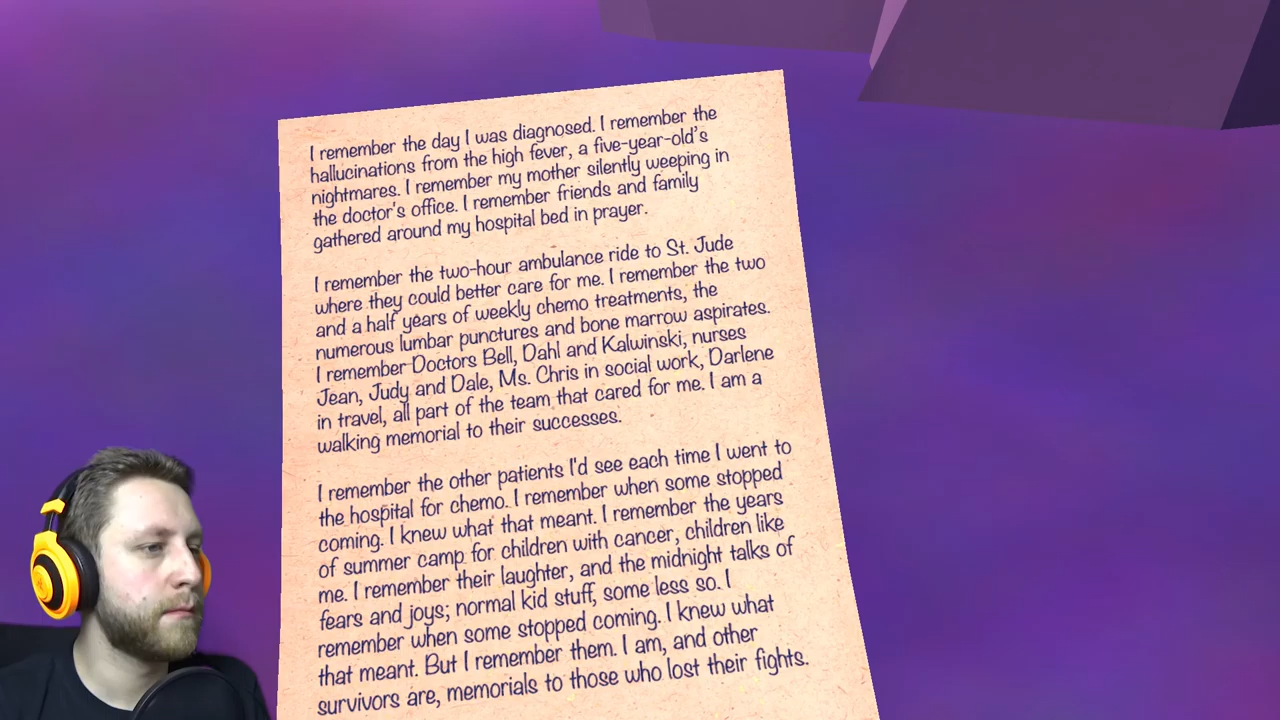 I remember the day I was diagnosed. I remember the
hallucinations from the high fever, a five-year-old's
nightmares. I remember my mother silently weeping in
the doctor's office. I remember friends and family
gathered around my hospital bed in prayer.
I remember the two-hour ambulance ride to St. Jude
where they could better care for me. I remember the two
and a half years of weekly chemo treatments, the
numerous lumbar punctures and bone marrow aspirates.
I remember Doctors Bell, Dahl and Kalwinski, nurses
Jean, Judy and Dale, Ms. Chris in social work, Darlene
in travel, all part of the team that cared for me. I am a
walking memorial to their successes.
I remember the other patients I'd see each time I went to
the hospital for chemo. I remember when some stopped
coming. I knew what that meant. I remember the years
of summer camp for children with cancer, children like
me. I remember their laughter, and the midnight talks of
fears and joys; normal kid stuff, some less so. I
remember when some stopped coming. I knew what
that meant. But I remember them. I am, and other
survivors are, memorials to those who lost their fights.